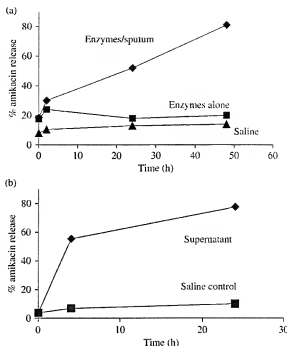 (a)
100
80
60
40
20
0
% amikacin release
Enzymes/sputum
Enzymes alone
Saline
0 10 20 30 40 50 60
Time (h)
(b)
100
80
60
40
20
0
% amikacin release
Supernatant
Saline control
0 10 20 30
Time (h)